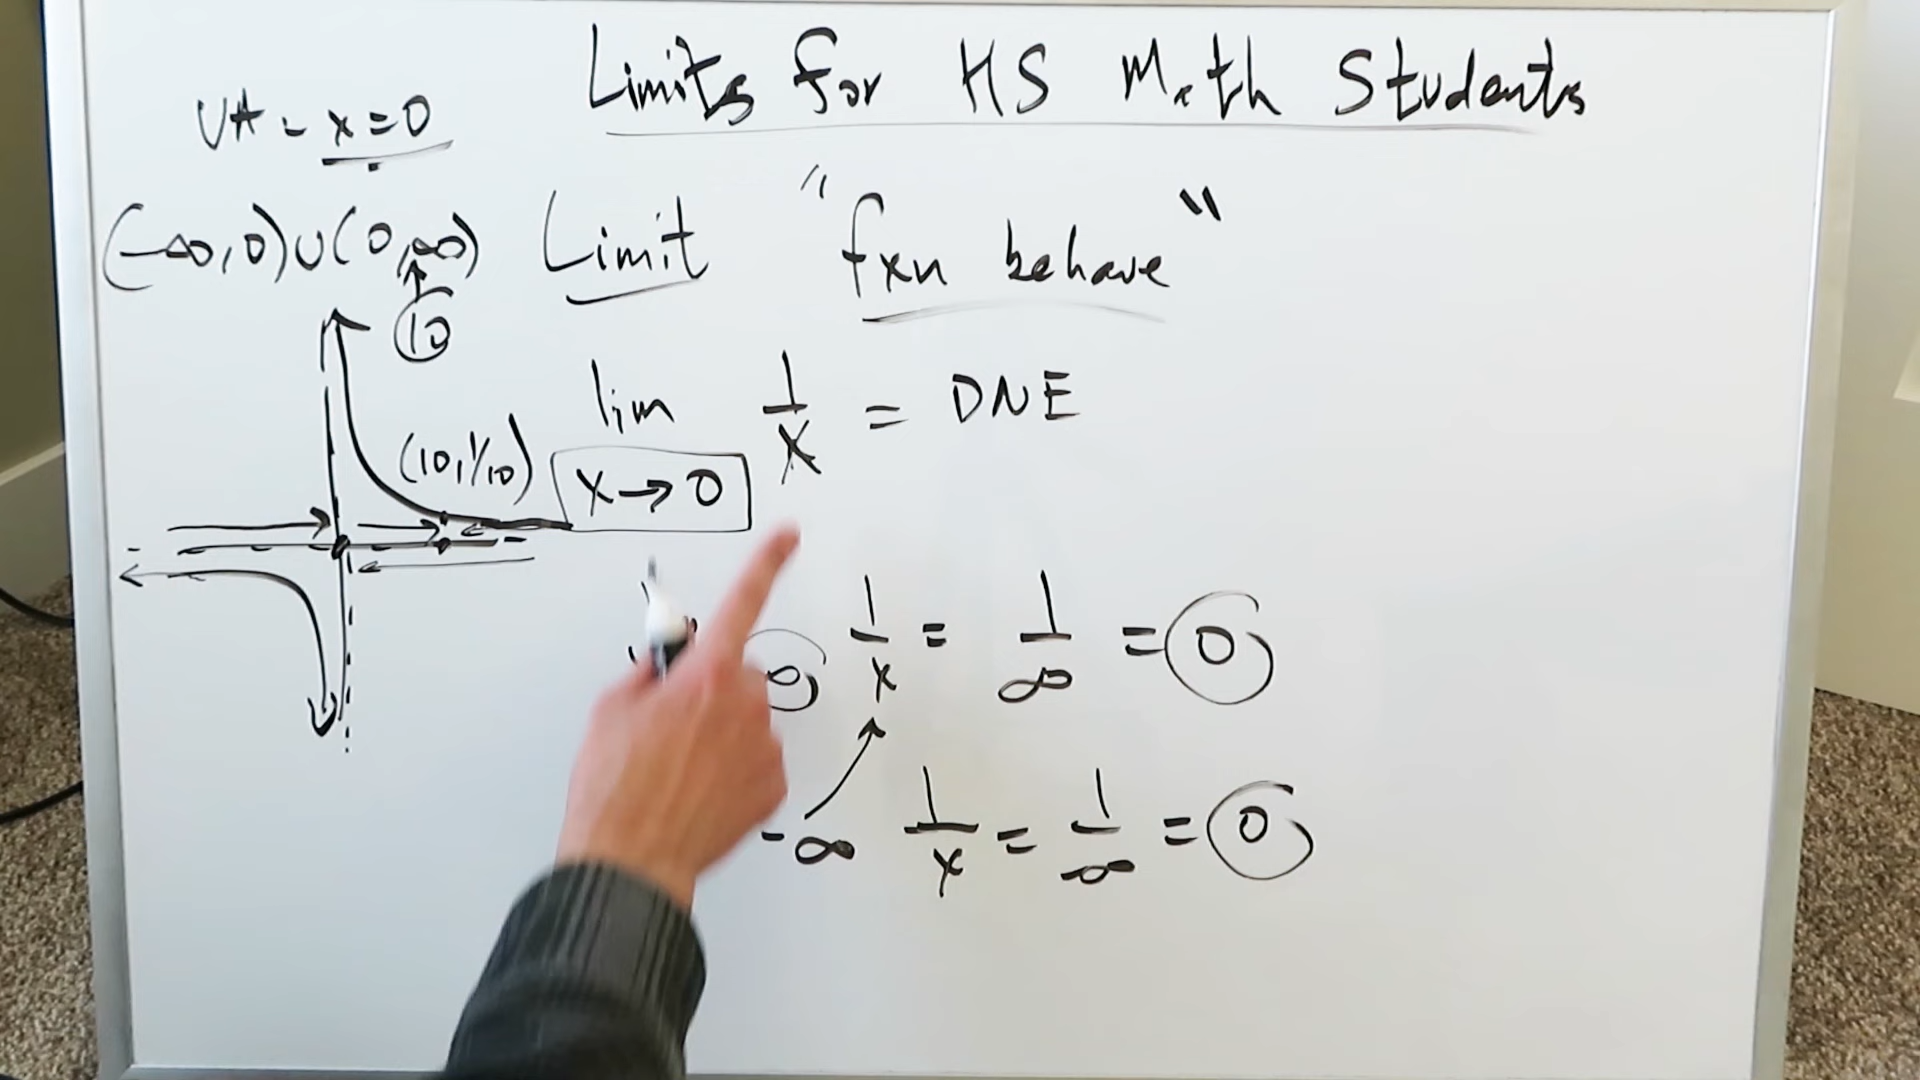 Limits for HS Math Students
VA - x=0
(-∞,0)∪(0,∞)
10
Limit "fxn behave"
lim 1/x = DNE
x→0
(10,1/10)
∞ 1/x = 1/∞ = 0
-∞ 1/x = 1/-∞ = 0